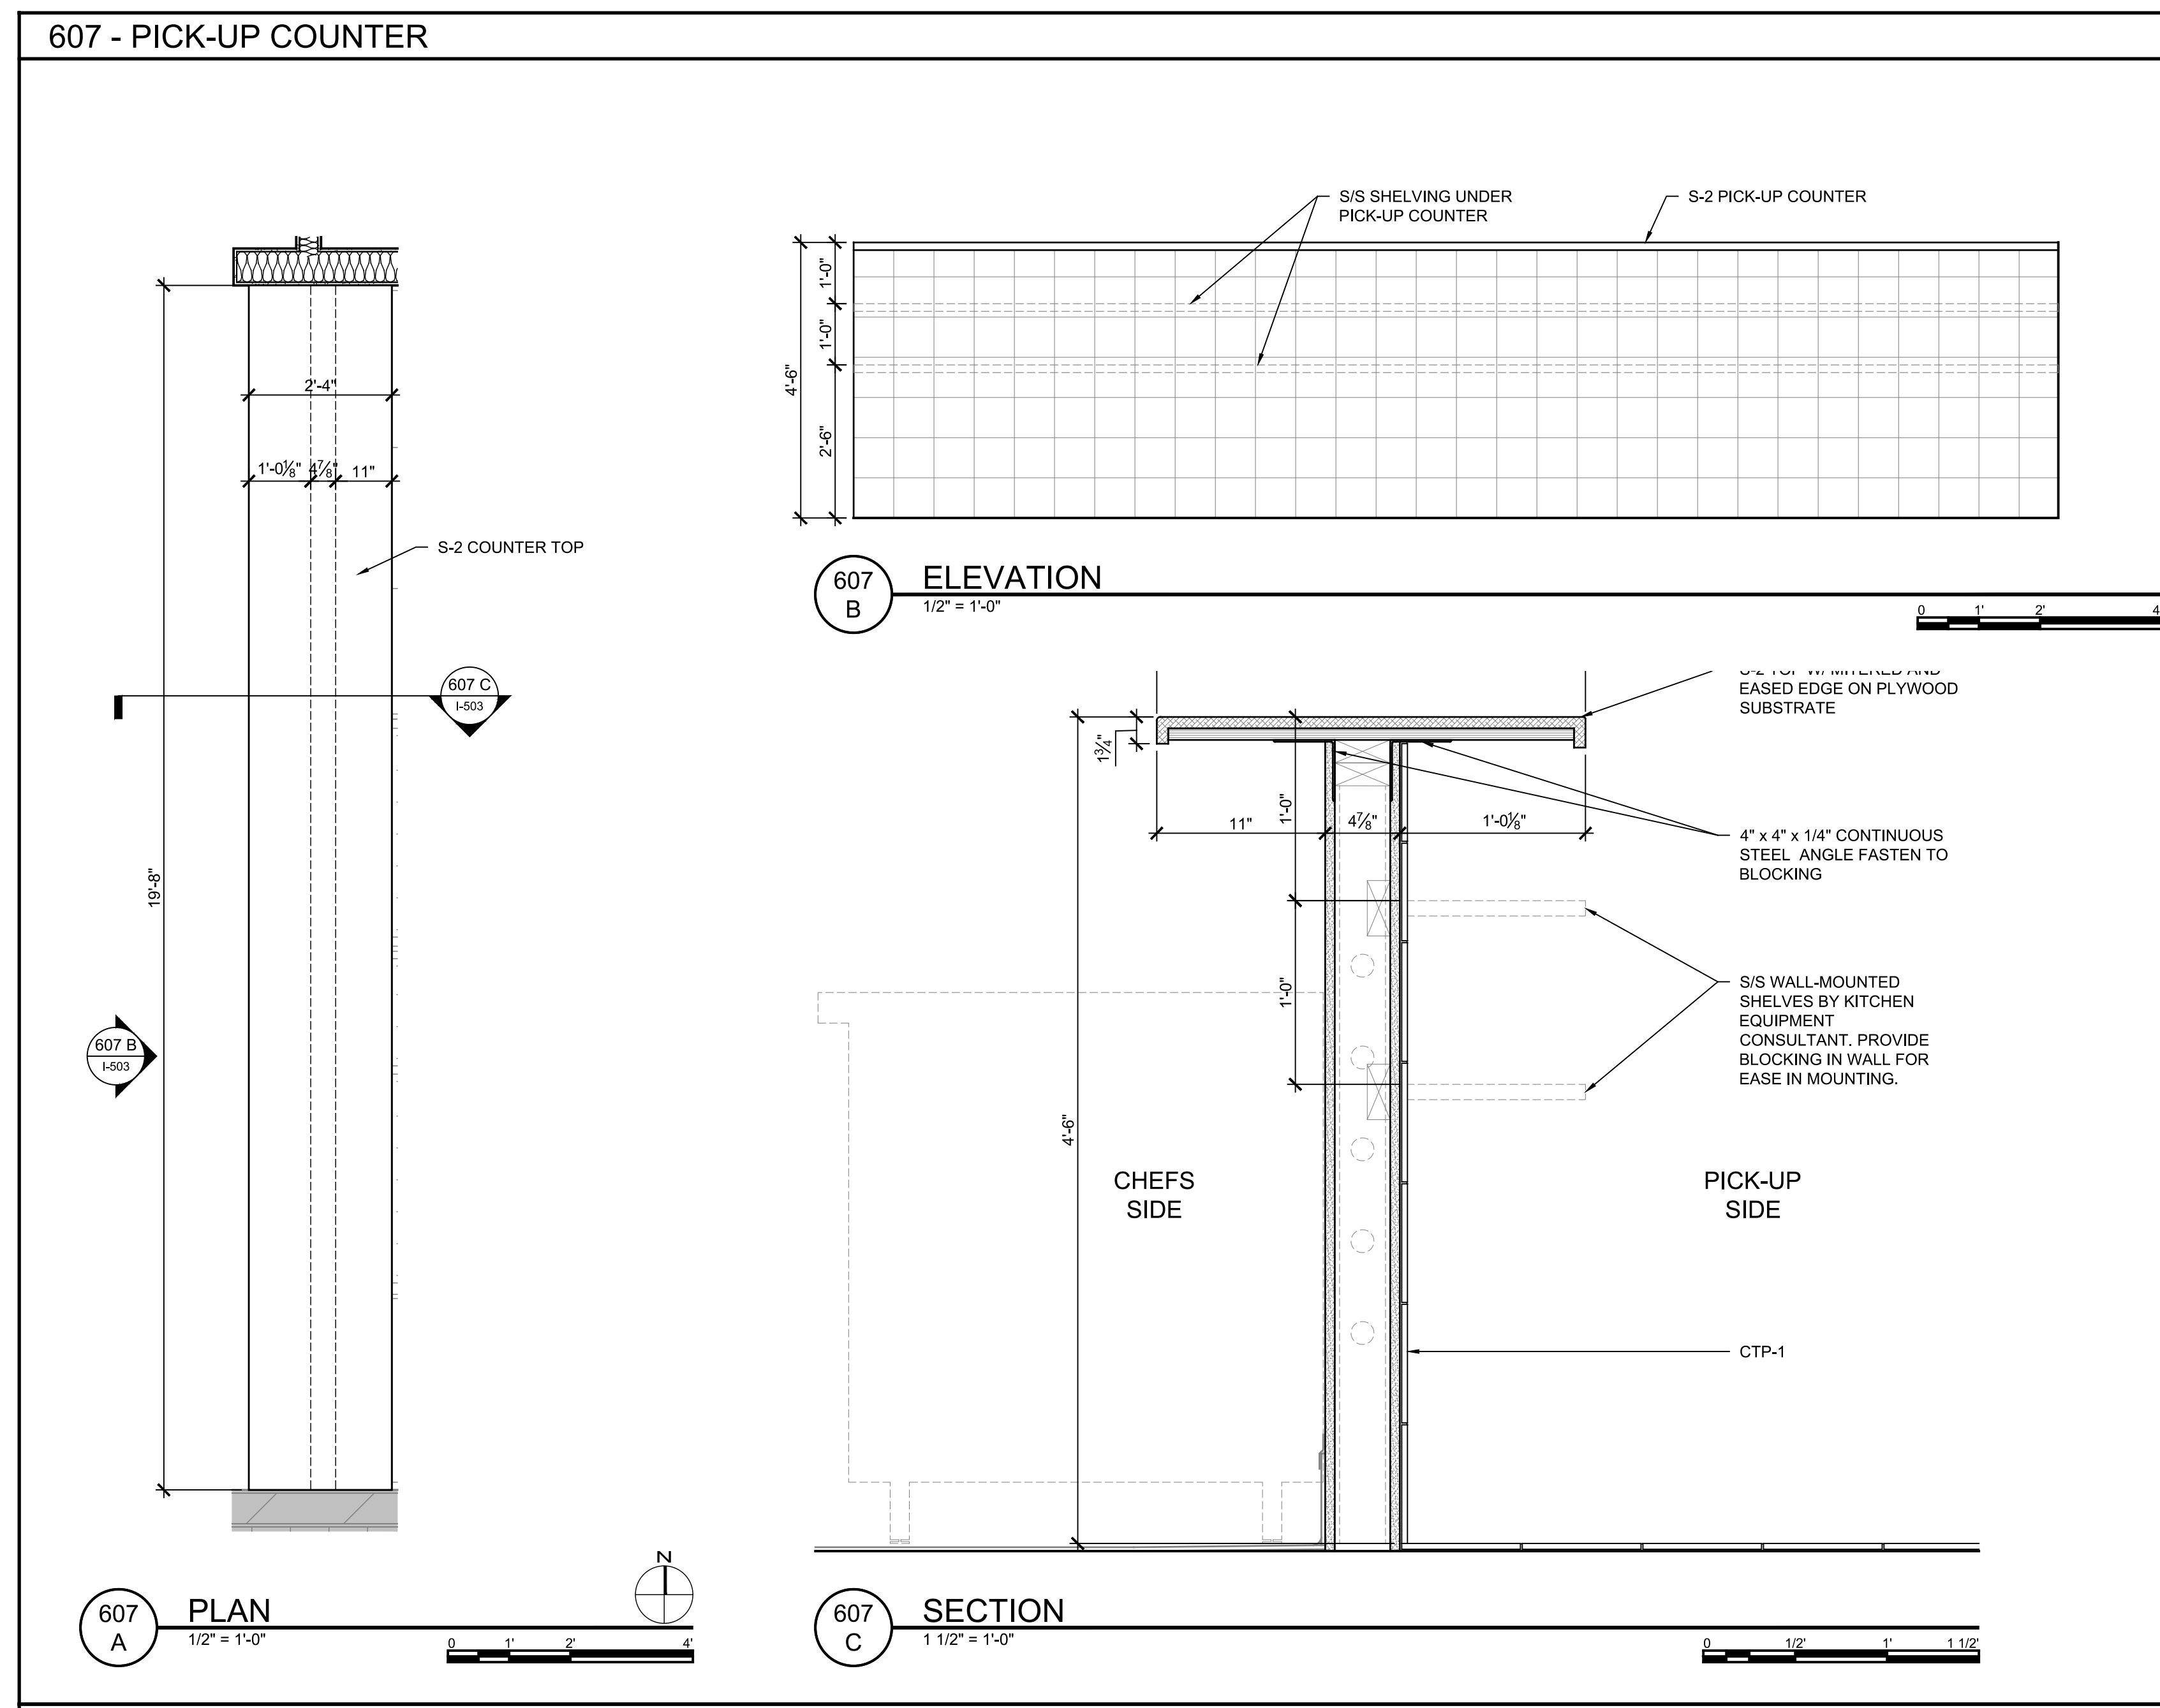 607 - PICK-UP COUNTER
2'-4"
1'-0⅛" 4⅞" 11"
S-2 COUNTER TOP
19'-8"
607 C
I-503
607 B
I-503
N
607
A
PLAN
1/2" = 1'-0"
0 1' 2' 4'
S/S SHELVING UNDER
PICK-UP COUNTER
S-2 PICK-UP COUNTER
4'-6"
1'-0"
1'-0"
2'-6"
607
B
ELEVATION
1/2" = 1'-0"
0 1' 2' 4
EASED EDGE ON PLYWOOD
SUBSTRATE
1¾"
11" 4⅞" 1'-0⅛"
1'-0"
1'-0"
4'-6"
4" x 4" x 1/4" CONTINUOUS
STEEL ANGLE FASTEN TO
BLOCKING
S/S WALL-MOUNTED
SHELVES BY KITCHEN
EQUIPMENT
CONSULTANT. PROVIDE
BLOCKING IN WALL FOR
EASE IN MOUNTING.
CHEFS
SIDE
PICK-UP
SIDE
CTP-1
607
C
SECTION
1 1/2" = 1'-0"
0 1/2' 1' 1 1/2'